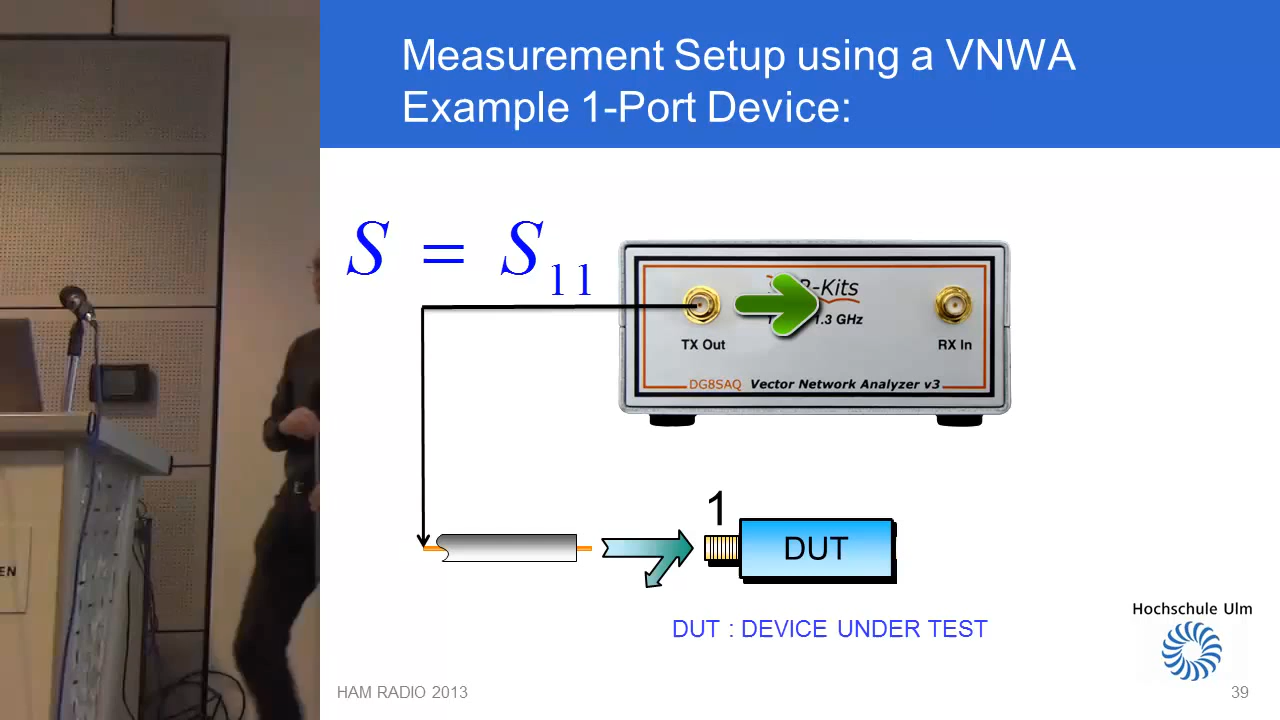 Measurement Setup using a VNWA
Example 1-Port Device:
S = S11
TX Out
1.3 GHz
RX In
DG8SAQ Vector Network Analyzer v3
1
DUT
DUT : DEVICE UNDER TEST
Hochschule Ulm
HAM RADIO 2013
39